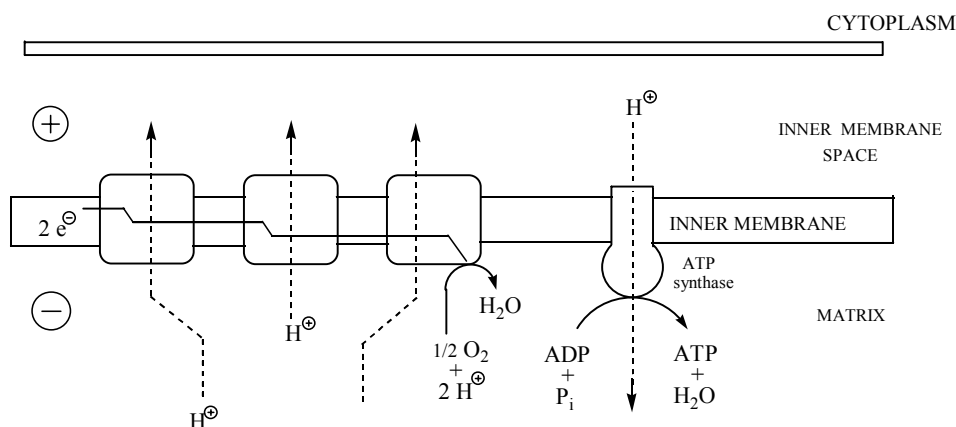 CYTOPLASM
H⊕
+
INNER MEMBRANE
SPACE
2 e⊖
INNER MEMBRANE
ATP
synthase
−
H₂O
MATRIX
H⊕
1/2 O₂
+
2 H⊕
ADP
+
Pᵢ
ATP
+
H₂O
H⊕